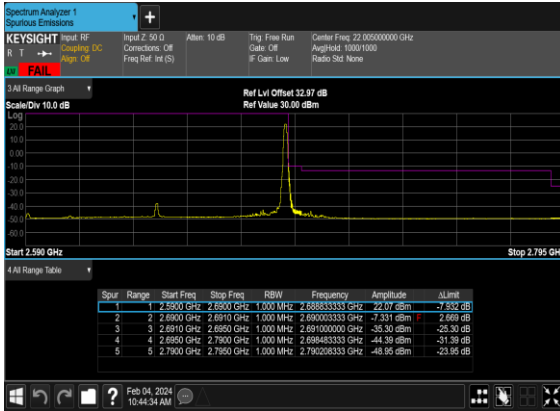 Spectrum Analyzer 1
Spurious Emissions
+
KEYSIGHT Input: RF Input Z: 50 Ω Atten: 10 dB Trig: Free Run Center Freq: 22.005000000 GHz
R T Coupling: DC Corrections: Off Gate: Off Avg|Hold: 1000/1000
Align: Off Freq Ref: Int (S) IF Gain: Low Radio Std: None
FAIL
3 All Range Graph
Ref Lvl Offset 32.97 dB
Scale/Div 10.0 dB Ref Value 30.00 dBm
Log
20.0
10.0
0.00
-10.0
-20.0
-30.0
-40.0
-50.0
-60.0
Start 2.590 GHz Stop 2.795 GH
4 All Range Table
Spur Range Start Freq Stop Freq RBW Frequency Amplitude ΔLimit
1 1 2.5900 GHz 2.6900 GHz 1.000 MHz 2.686833333 GHz 22.07 dBm -7.932 dB
2 2 2.6900 GHz 2.6910 GHz 1.000 MHz 2.690003333 GHz -7.331 dBm F 2.669 dB
3 3 2.6910 GHz 2.6950 GHz 1.000 MHz 2.691000000 GHz -35.30 dBm -25.30 dB
4 4 2.6950 GHz 2.7900 GHz 1.000 MHz 2.698483333 GHz -44.39 dBm -31.39 dB
5 5 2.7900 GHz 2.7950 GHz 1.000 MHz 2.790208333 GHz -48.95 dBm -23.95 dB
? Feb 04, 2024
10:44:34 AM